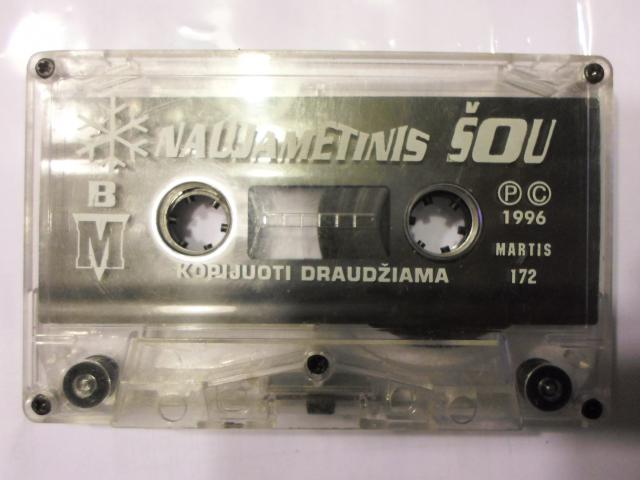 NAUJAMETINIS ŠOU
B
M
Ⓟ ©
1996
MARTIS
172
KOPIJUOTI DRAUDŽIAMA